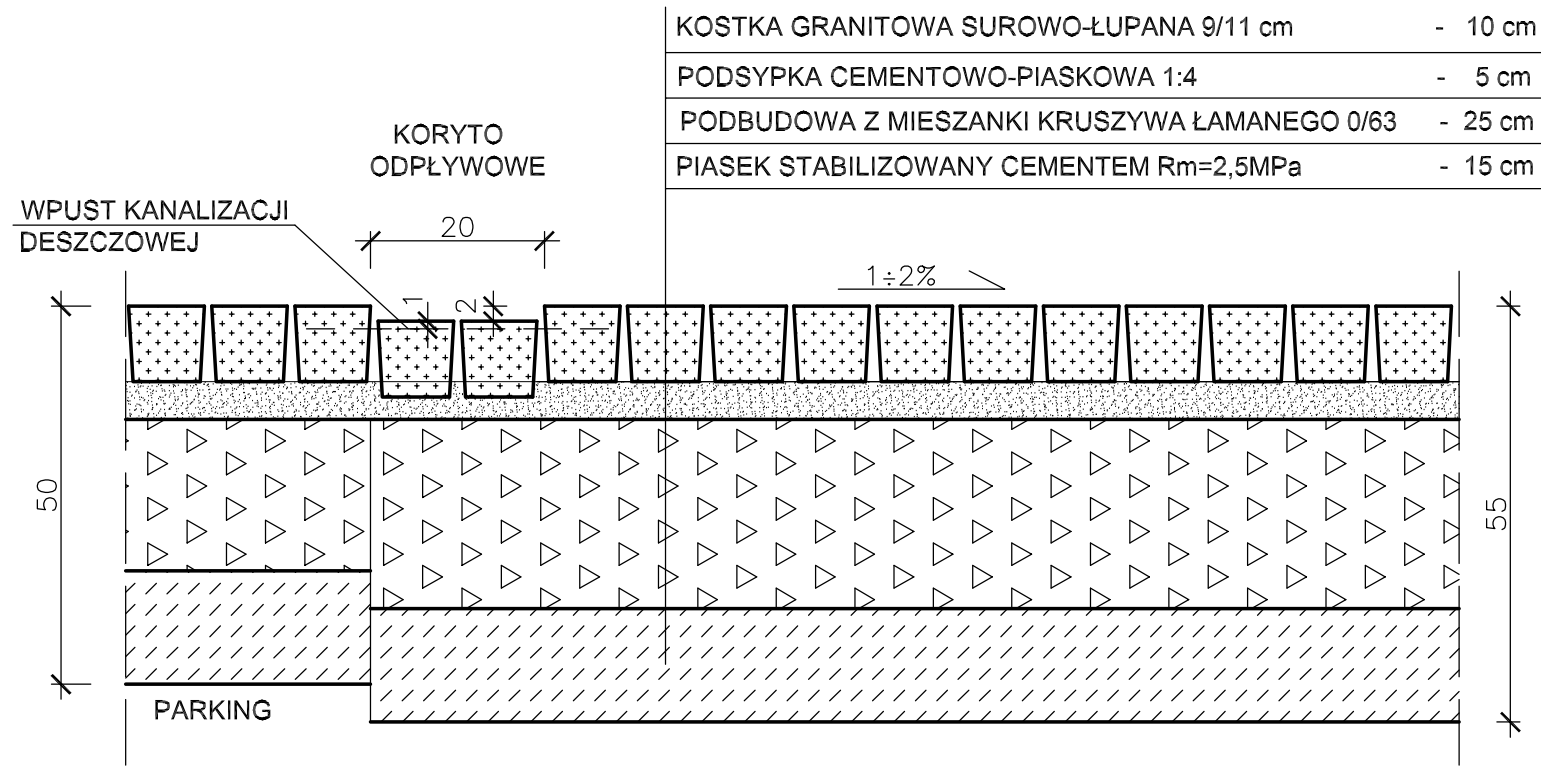 KOSTKA GRANITOWA SUROWO-ŁUPANA 9/11 cm - 10 cm
PODSYPKA CEMENTOWO-PIASKOWA 1:4 - 5 cm
PODBUDOWA Z MIESZANKI KRUSZYWA ŁAMANEGO 0/63 - 25 cm
PIASEK STABILIZOWANY CEMENTEM Rm=2,5MPa - 15 cm
KORYTO
ODPŁYWOWE
WPUST KANALIZACJI
DESZCZOWEJ
20
1÷2%
1
2
50
55
PARKING